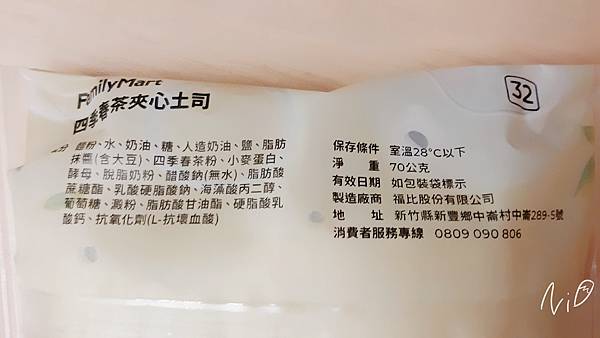 FamilyMart
四季春茶夾心土司
成分：麵粉、水、奶油、糖、人造奶油、鹽、脂肪
抹醬(含大豆)、四季春茶粉、小麥蛋白、
酵母、脫脂奶粉、醋酸鈉(無水)、脂肪酸
蔗糖酯、乳酸硬脂酸鈉、海藻酸丙二醇、
葡萄糖、澱粉、脂肪酸甘油酯、硬脂酸乳
酸鈣、抗氧化劑(L-抗壞血酸)
32
保存條件 室溫28°C以下
淨 重 70公克
有效日期 如包裝袋標示
製造廠商 福比股份有限公司
地 址 新竹縣新豐鄉中崙村中崙289-5號
消費者服務專線 0809 090 806